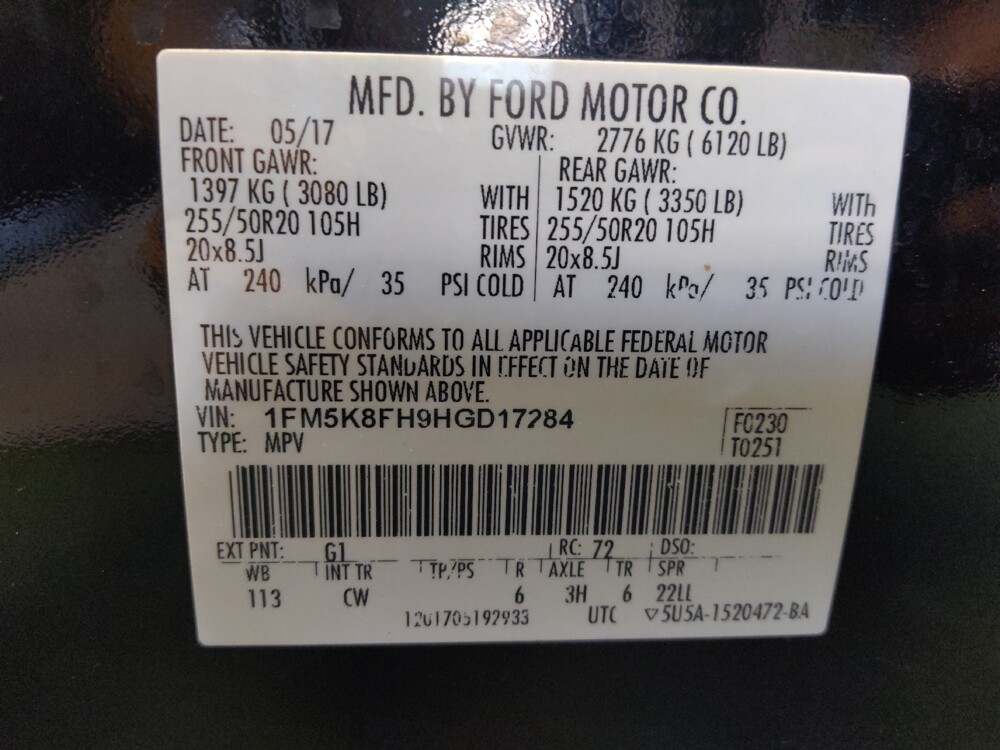 MFD. BY FORD MOTOR CO.
DATE: 05/17 GVWR: 2776 KG ( 6120 LB)
FRONT GAWR: REAR GAWR:
1397 KG ( 3080 LB) WITH 1520 KG ( 3350 LB) WITH
255/50R20 105H TIRES 255/50R20 105H TIRES
20x8.5J RIMS 20x8.5J RIMS
AT 240 kPa/ 35 PSI COLD AT 240 kPa/ 35 PSI COLD
THIS VEHICLE CONFORMS TO ALL APPLICABLE FEDERAL MOTOR
VEHICLE SAFETY STANDARDS IN EFFECT ON THE DATE OF
MANUFACTURE SHOWN ABOVE.
VIN: 1FM5K8FH9HGD17284 F0230
TYPE: MPV T0251
EXT PNT: G1 RC: 72 DSO:
WB INT TR TP/PS R AXLE TR SPR
113 CW 6 3H 6 22LL
1201705192933 UTC ▽5U5A-1520472-BA